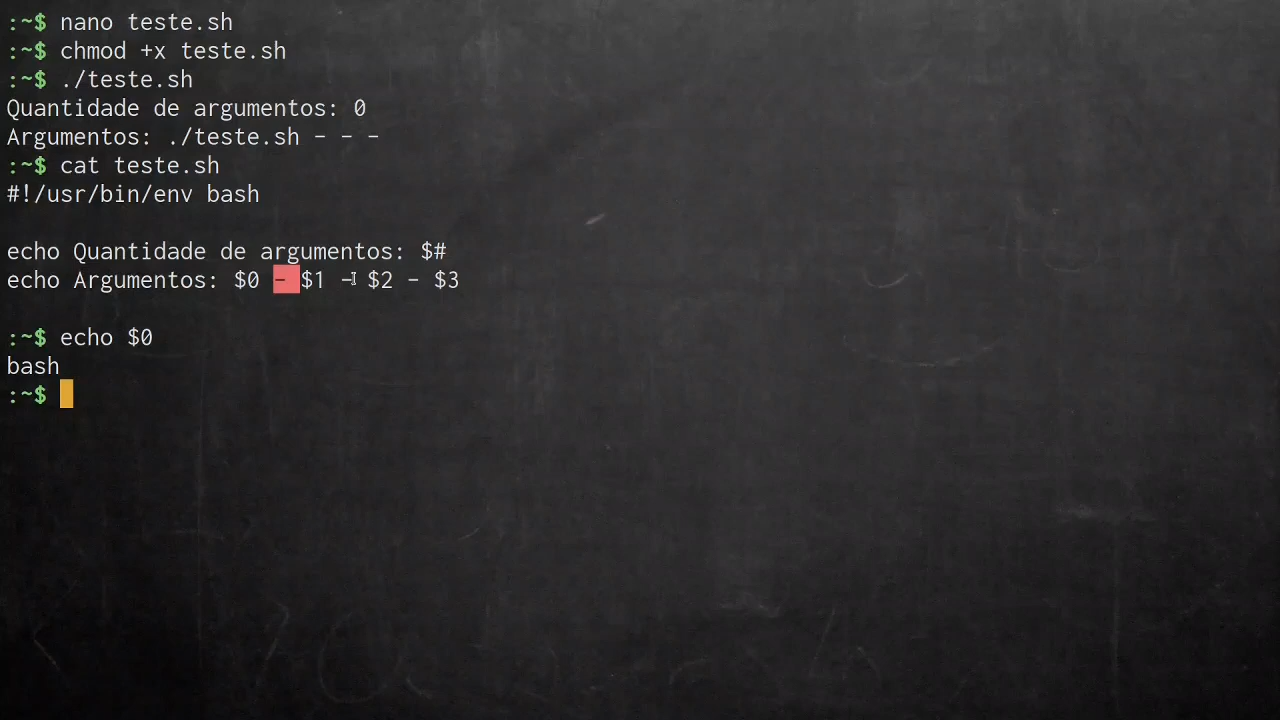 :~$ nano teste.sh
:~$ chmod +x teste.sh
:~$ ./teste.sh
Quantidade de argumentos: 0
Argumentos: ./teste.sh - - -
:~$ cat teste.sh
#!/usr/bin/env bash
echo Quantidade de argumentos: $#
echo Argumentos: $0 - $1 - $2 - $3
:~$ echo $0
bash
:~$